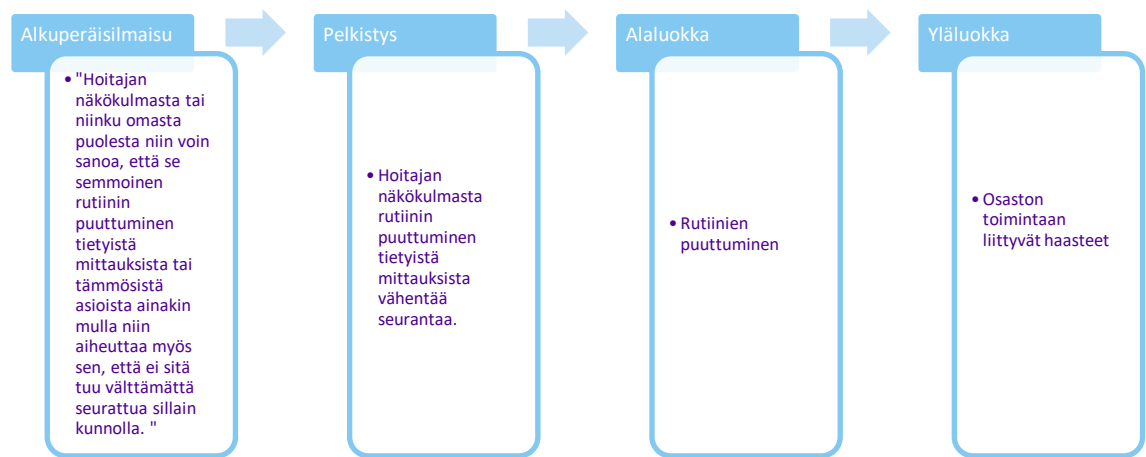 Alkuperäisilmaisu
• "Hoitajan
näkökulmasta tai
niinku omasta
puolesta niin voin
sanoa, että se
semmoinen
rutiinin
puuttuminen
tietyistä
mittauksista tai
tämmösistä
asioista ainakin
mulla niin
aiheuttaa myös
sen, että ei sitä
tuu välttämättä
seurattua sillain
kunnolla. "
Pelkistys
• Hoitajan
näkökulmasta
rutiinin
puuttuminen
tietyistä
mittauksista
vähentää
seurantaa.
Alaluokka
• Rutiinien
puuttuminen
Yläluokka
• Osaston
toimintaan
liittyvät haasteet